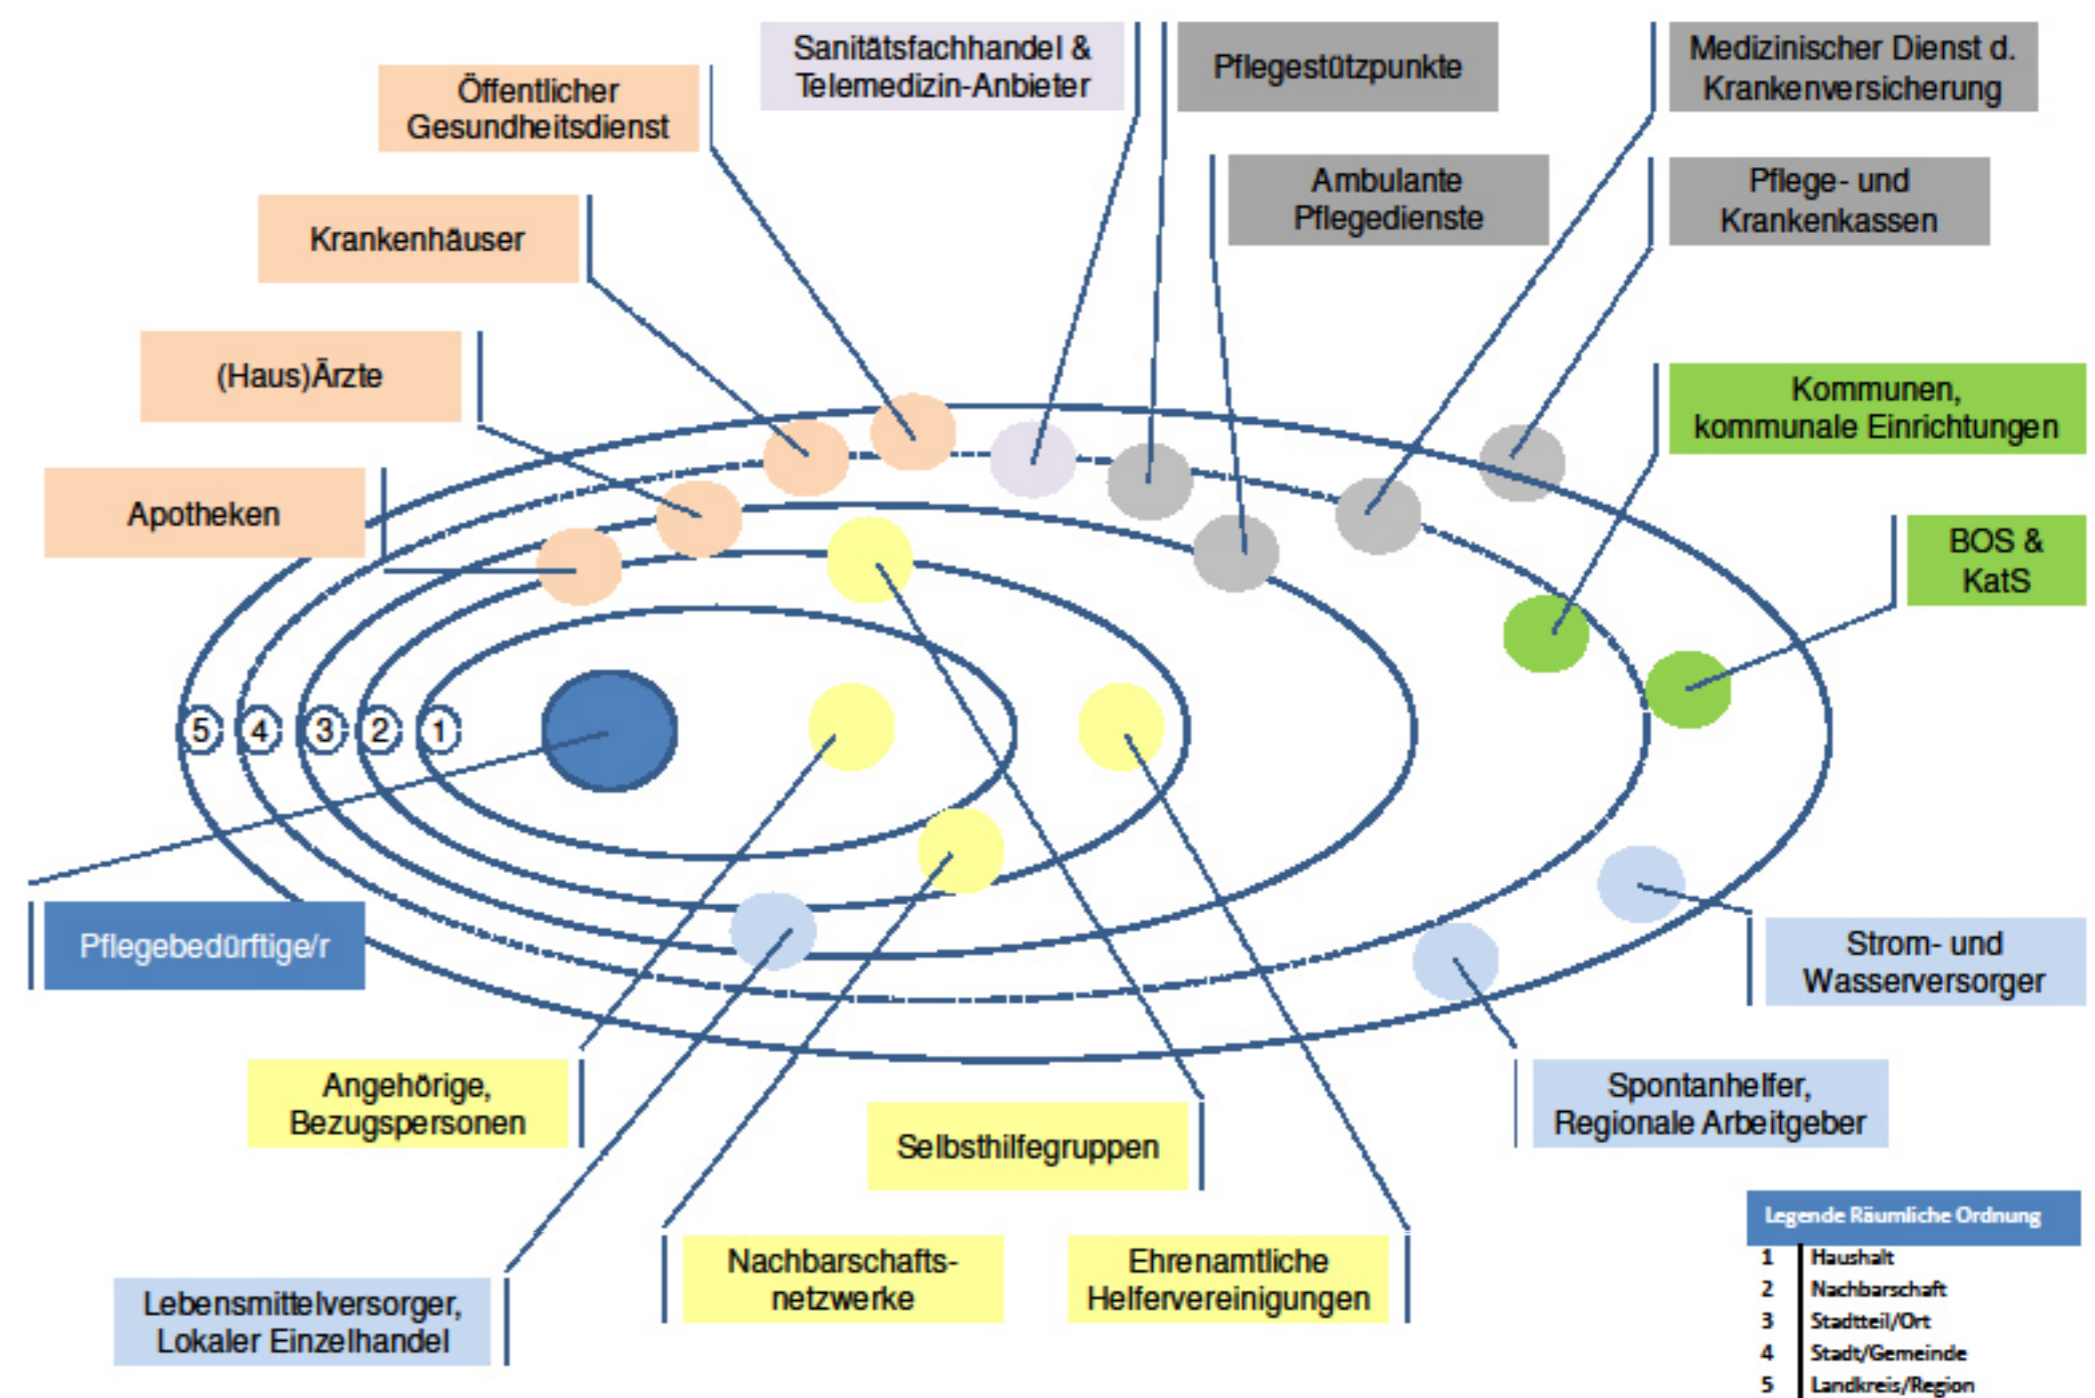 Sanitätsfachhandel &
Telemedizin-Anbieter
Pflegestützpunkte
Medizinischer Dienst d.
Krankenversicherung
Öffentlicher
Gesundheitsdienst
Ambulante
Pflegedienste
Pflege- und
Krankenkassen
Krankenhäuser
(Haus)Ärzte
Kommunen,
kommunale Einrichtungen
Apotheken
BOS &
KatS
5 4 3 2 1
Pflegebedürftige/r
Strom- und
Wasserversorger
Angehörige,
Bezugspersonen
Selbsthilfegruppen
Spontanhelfer,
Regionale Arbeitgeber
Nachbarschafts-
netzwerke
Ehrenamtliche
Helfervereinigungen
Lebensmittelversorger,
Lokaler Einzelhandel
Legende Räumliche Ordnung
1 Haushalt
2 Nachbarschaft
3 Stadtteil/Ort
4 Stadt/Gemeinde
5 Landkreis/Region